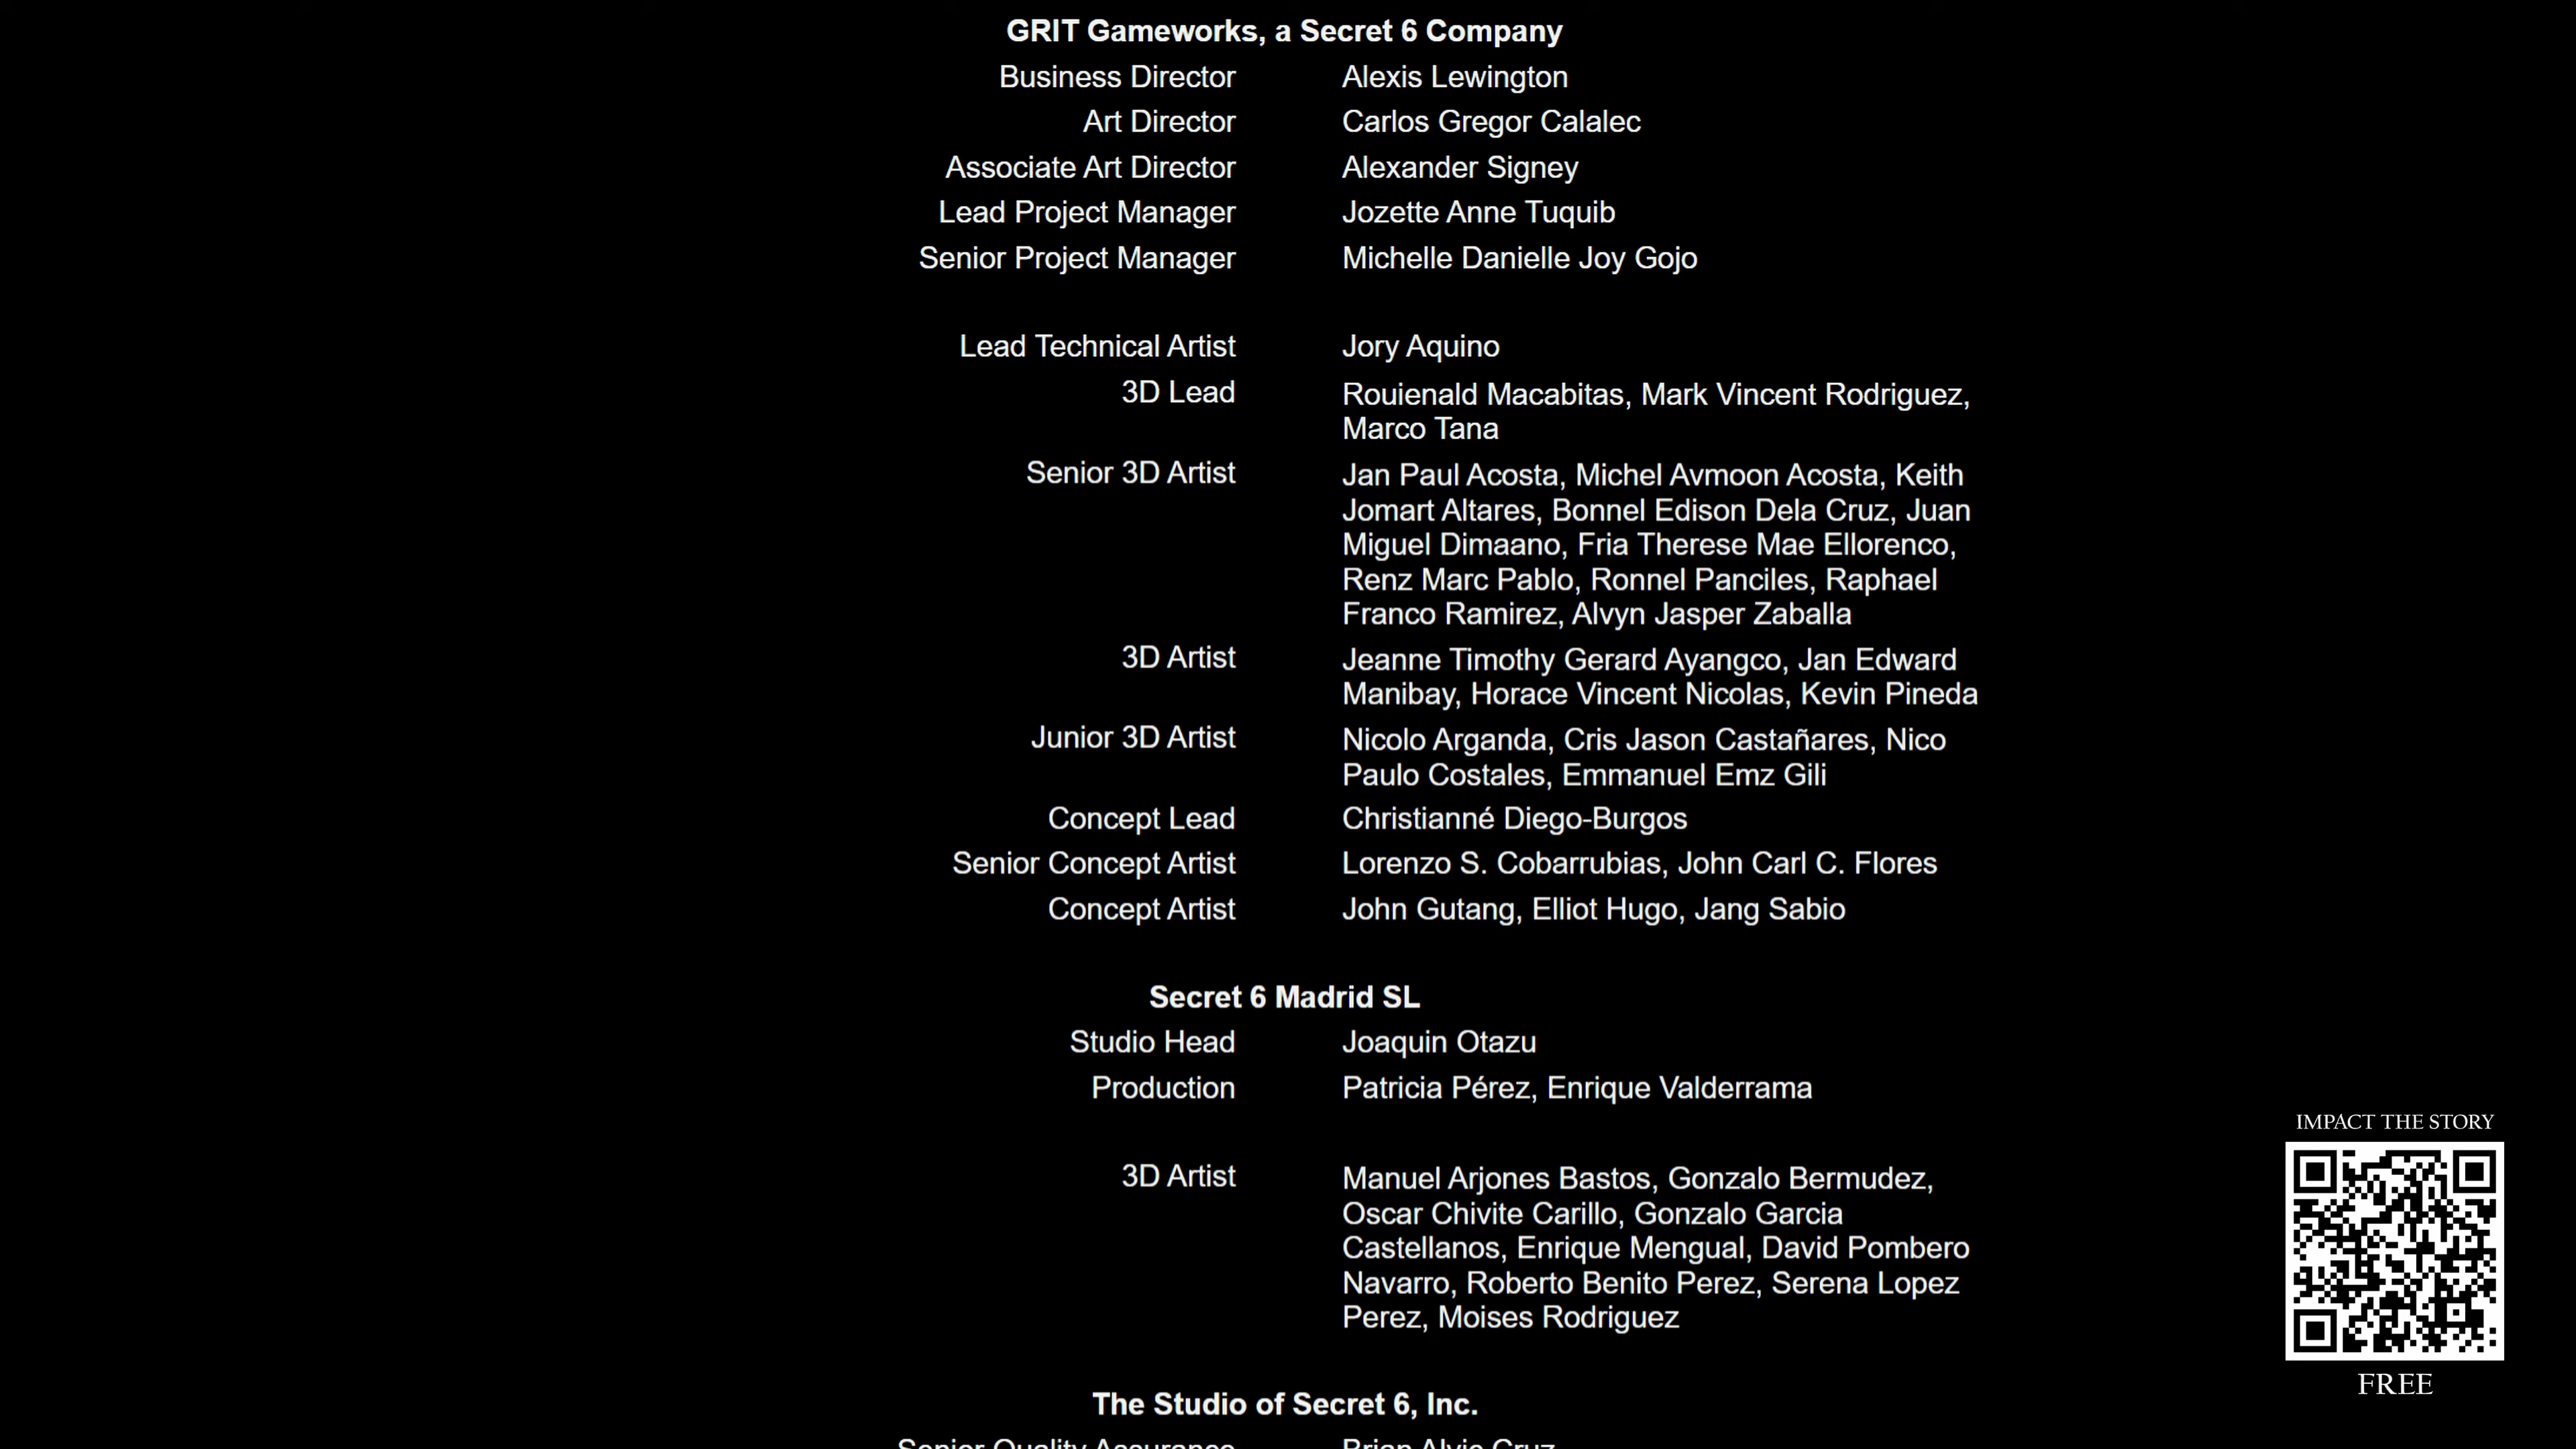 GRIT Gameworks, a Secret 6 Company
Business Director Alexis Lewington
Art Director Carlos Gregor Calalec
Associate Art Director Alexander Signey
Lead Project Manager Jozette Anne Tuquib
Senior Project Manager Michelle Danielle Joy Gojo
Lead Technical Artist Jory Aquino
3D Lead Rouienald Macabitas, Mark Vincent Rodriguez,
Marco Tana
Senior 3D Artist Jan Paul Acosta, Michel Avmoon Acosta, Keith
Jomart Altares, Bonnel Edison Dela Cruz, Juan
Miguel Dimaano, Fria Therese Mae Ellorenco,
Renz Marc Pablo, Ronnel Panciles, Raphael
Franco Ramirez, Alvyn Jasper Zaballa
3D Artist Jeanne Timothy Gerard Ayangco, Jan Edward
Manibay, Horace Vincent Nicolas, Kevin Pineda
Junior 3D Artist Nicolo Arganda, Cris Jason Castañares, Nico
Paulo Costales, Emmanuel Emz Gili
Concept Lead Christianné Diego-Burgos
Senior Concept Artist Lorenzo S. Cobarrubias, John Carl C. Flores
Concept Artist John Gutang, Elliot Hugo, Jang Sabio
Secret 6 Madrid SL
Studio Head Joaquin Otazu
Production Patricia Pérez, Enrique Valderrama
3D Artist Manuel Arjones Bastos, Gonzalo Bermudez,
Oscar Chivite Carillo, Gonzalo Garcia
Castellanos, Enrique Mengual, David Pombero
Navarro, Roberto Benito Perez, Serena Lopez
Perez, Moises Rodriguez
The Studio of Secret 6, Inc.
Senior Quality Assurance Brian Alvic Cruz
IMPACT THE STORY
FREE